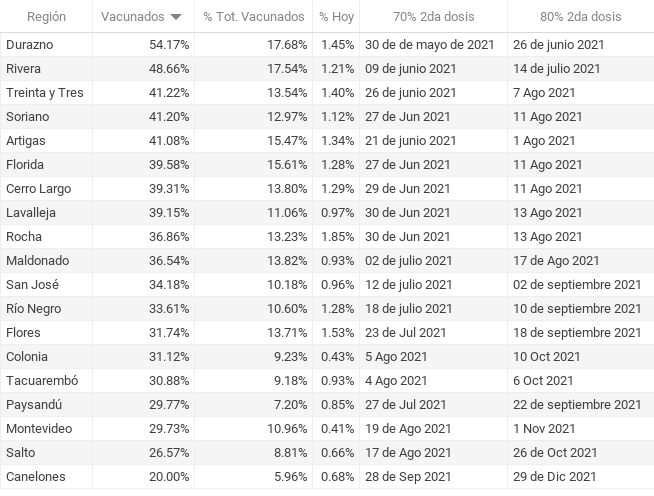 Región Vacunados % Tot. Vacunados % Hoy 70% 2da dosis 80% 2da dosis
Durazno 54.17% 17.68% 1.45% 30 de de mayo de 2021 26 de junio 2021
Rivera 48.66% 17.54% 1.21% 09 de junio 2021 14 de julio 2021
Treinta y Tres 41.22% 13.54% 1.40% 26 de junio 2021 7 Ago 2021
Soriano 41.20% 12.97% 1.12% 27 de Jun 2021 11 Ago 2021
Artigas 41.08% 15.47% 1.34% 21 de junio 2021 1 Ago 2021
Florida 39.58% 15.61% 1.28% 27 de Jun 2021 11 Ago 2021
Cerro Largo 39.31% 13.80% 1.29% 29 de Jun 2021 11 Ago 2021
Lavalleja 39.15% 11.06% 0.97% 30 de Jun 2021 13 Ago 2021
Rocha 36.86% 13.23% 1.85% 30 de Jun 2021 13 Ago 2021
Maldonado 36.54% 13.82% 0.93% 02 de julio 2021 17 de Ago 2021
San José 34.18% 10.18% 0.96% 12 de julio 2021 02 de septiembre 2021
Río Negro 33.61% 10.60% 1.28% 18 de julio 2021 10 de septiembre 2021
Flores 31.74% 13.71% 1.53% 23 de Jul 2021 18 de septiembre 2021
Colonia 31.12% 9.23% 0.43% 5 Ago 2021 10 Oct 2021
Tacuarembó 30.88% 9.18% 0.93% 4 Ago 2021 6 Oct 2021
Paysandú 29.77% 7.20% 0.85% 27 de Jul 2021 22 de septiembre 2021
Montevideo 29.73% 10.96% 0.41% 19 de Ago 2021 1 Nov 2021
Salto 26.57% 8.81% 0.66% 17 de Ago 2021 26 de Oct 2021
Canelones 20.00% 5.96% 0.68% 28 de Sep 2021 29 de Dic 2021